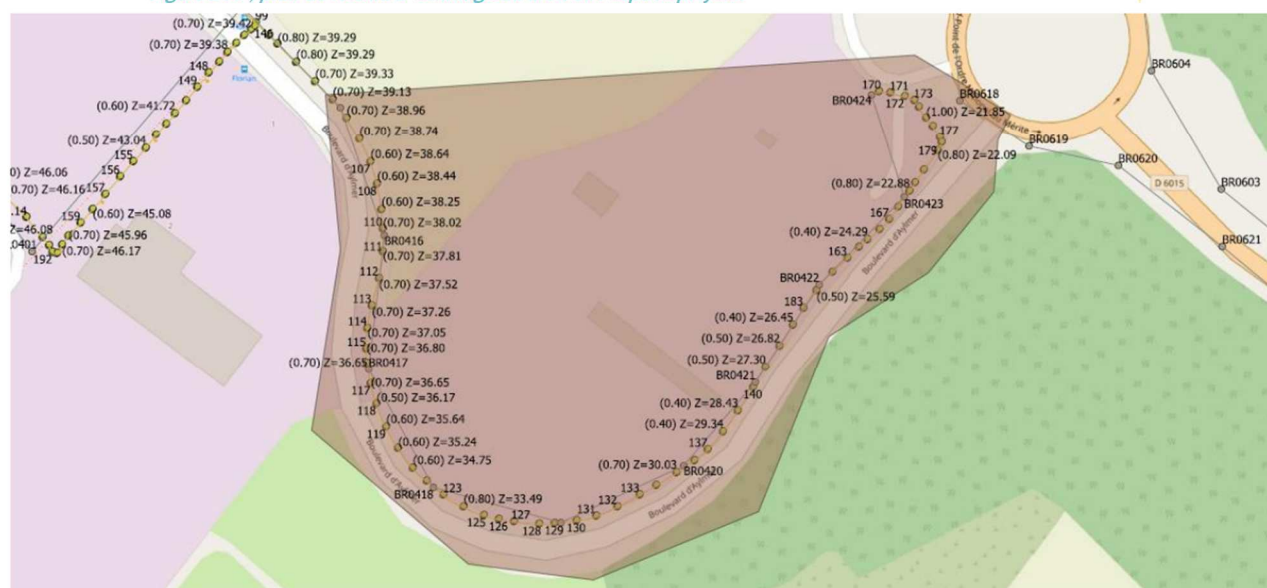 (0.70) Z=39.42
146
(0.80) Z=39.29
(0.70) Z=39.38
(0.80) Z=39.29
148
Florian
(0.70) Z=39.33
149
(0.70) Z=39.13
(0.60) Z=41.72
(0.70) Z=38.96
(0.50) Z=43.04
(0.70) Z=38.74
155
Boulevard d'Aylmer
(0.60) Z=38.64
156
107
Z=46.06
(0.60) Z=38.44
(0.70) Z=46.16
157
108
(0.60) Z=38.25
159
(0.60) Z=45.08
110
(0.70) Z=38.02
Z=46.08
(0.70) Z=45.96
BR0416
(0.70) Z=46.17
192
111
(0.70) Z=37.81
112
(0.70) Z=37.52
113
(0.70) Z=37.26
114
(0.70) Z=37.05
115
(0.70) Z=36.80
(0.70) Z=36.65
BR0417
(0.70) Z=36.65
117
(0.50) Z=36.17
118
(0.60) Z=35.64
119
(0.60) Z=35.24
(0.60) Z=34.75
BR0418
123
(0.80) Z=33.49
125
126
127
128
129
130
131
132
133
Boulevard d'Aylmer
(0.70) Z=30.03
BR0420
137
(0.40) Z=29.34
(0.40) Z=28.43
140
BR0421
(0.50) Z=27.30
(0.50) Z=26.82
(0.40) Z=26.45
183
(0.50) Z=25.59
BR0422
163
Boulevard d'Aylmer
(0.40) Z=24.29
167
BR0423
(0.80) Z=22.88
(0.80) Z=22.09
179
177
(1.00) Z=21.85
173
172
171
170
BR0424
BR0618
Mérite
BR0619
BR0620
D 6015
BR0604
BR0603
BR0621